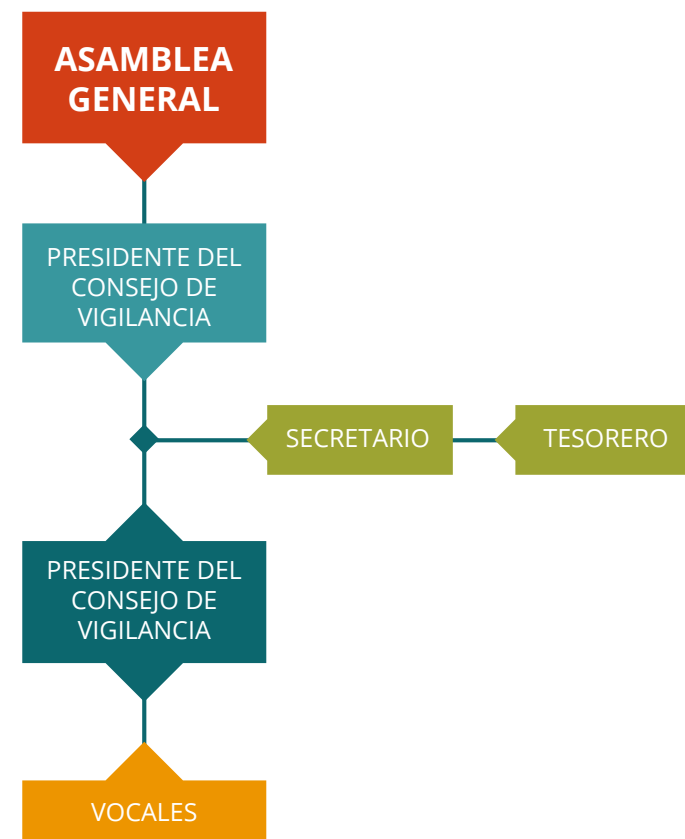 ASAMBLEA
GENERAL
PRESIDENTE DEL
CONSEJO DE
VIGILANCIA
SECRETARIO
TESORERO
PRESIDENTE DEL
CONSEJO DE
VIGILANCIA
VOCALES